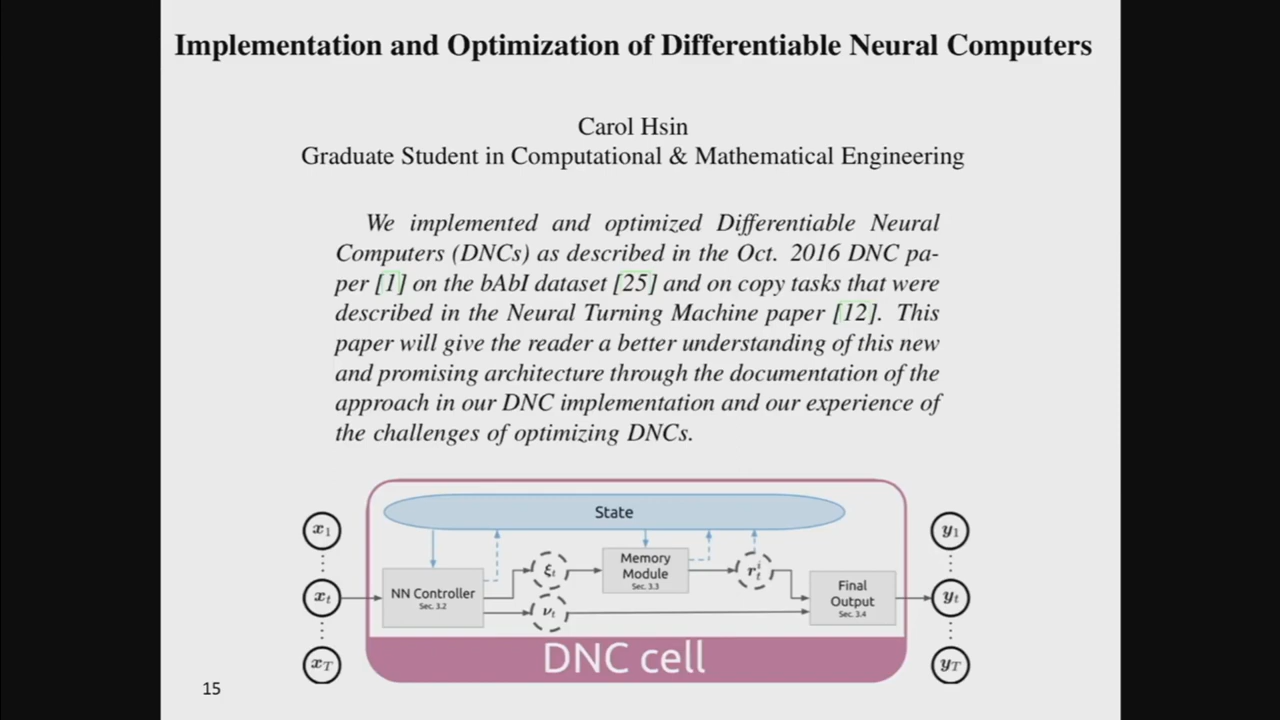 Implementation and Optimization of Differentiable Neural Computers
Carol Hsin
Graduate Student in Computational & Mathematical Engineering
We implemented and optimized Differentiable Neural
Computers (DNCs) as described in the Oct. 2016 DNC pa-
per [1] on the bAbI dataset [25] and on copy tasks that were
described in the Neural Turning Machine paper [12]. This
paper will give the reader a better understanding of this new
and promising architecture through the documentation of the
approach in our DNC implementation and our experience of
the challenges of optimizing DNCs.
State
x₁
y₁
ξₜ
Memory
Module
Sec. 3.3
rₜⁱ
NN Controller
Sec. 3.2
Final
Output
Sec. 3.4
xₜ
νₜ
yₜ
DNC cell
x_T
y_T
15